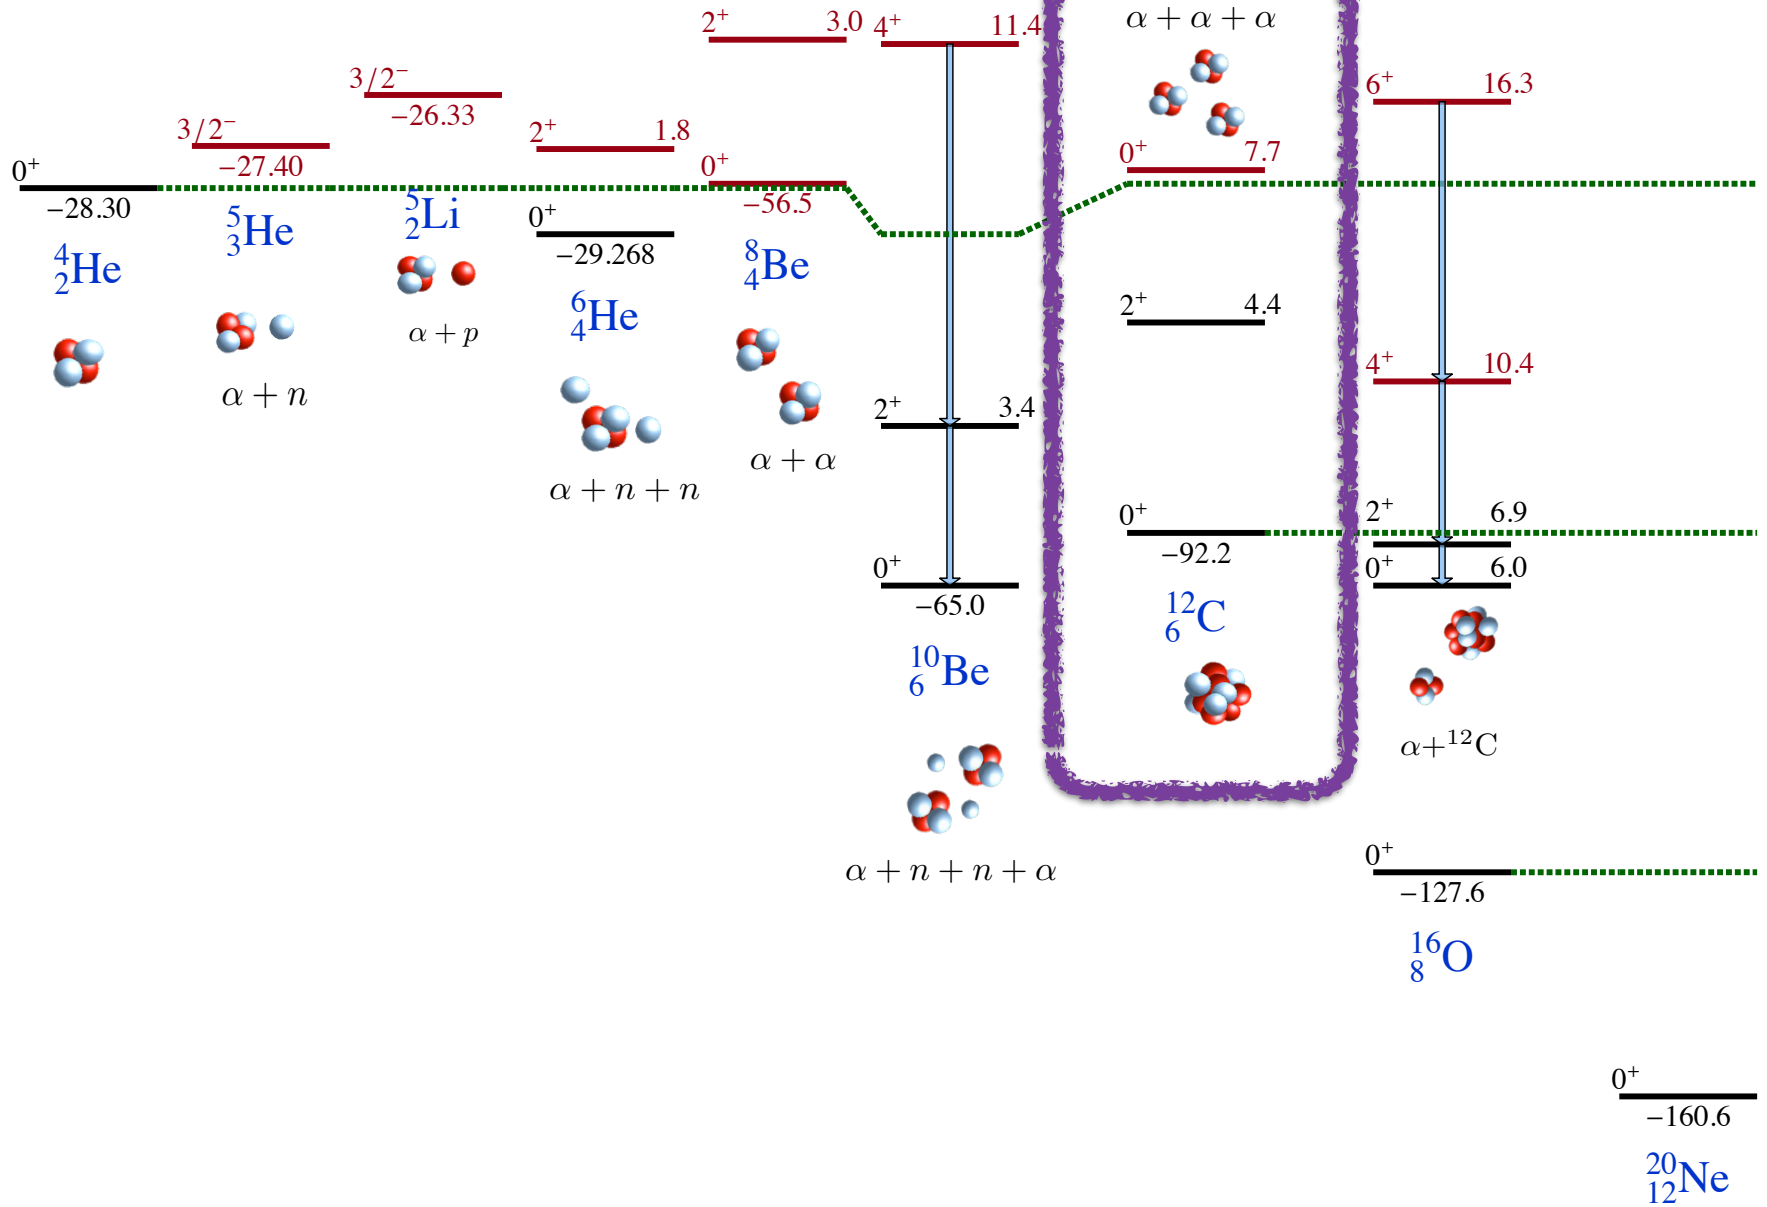 0⁺
−28.30
⁴₂He
3/2⁻
−27.40
⁵₃He
α + n
3/2⁻
−26.33
⁵₂Li
α + p
2⁺ 1.8
0⁺
−29.268
⁶₄He
α + n + n
2⁺ 3.0
0⁺
−56.5
⁸₄Be
α + α
4⁺ 11.4
2⁺ 3.4
0⁺
−65.0
¹⁰₆Be
α + n + n + α
α + α + α
0⁺ 7.7
2⁺ 4.4
0⁺
−92.2
¹²₆C
6⁺ 16.3
4⁺ 10.4
2⁺ 6.9
0⁺ 6.0
α+¹²C
0⁺
−127.6
¹⁶₈O
0⁺
−160.6
²⁰₁₂Ne